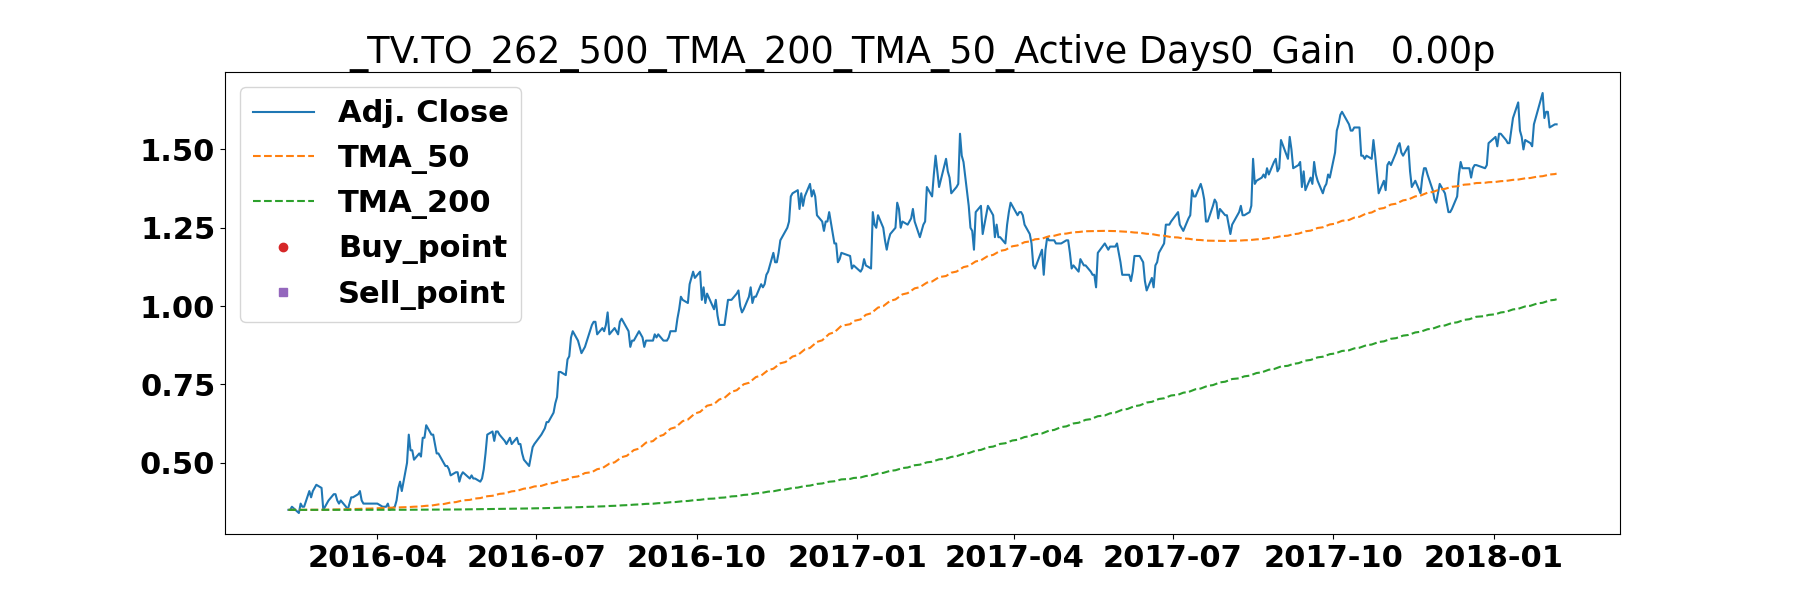 _TV.TO_262_500_TMA_200_TMA_50_Active Days0_Gain   0.00p
Adj. Close
TMA_50
TMA_200
Buy_point
Sell_point
1.50
1.25
1.00
0.75
0.50
2016-04 2016-07 2016-10 2017-01 2017-04 2017-07 2017-10 2018-01